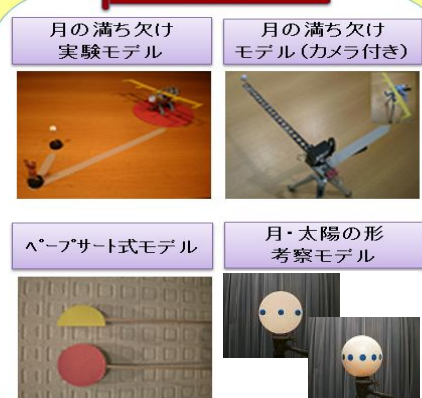 月の満ち欠け
実験モデル
月の満ち欠け
モデル(カメラ付き)
ペープサート式モデル
月・太陽の形
考察モデル